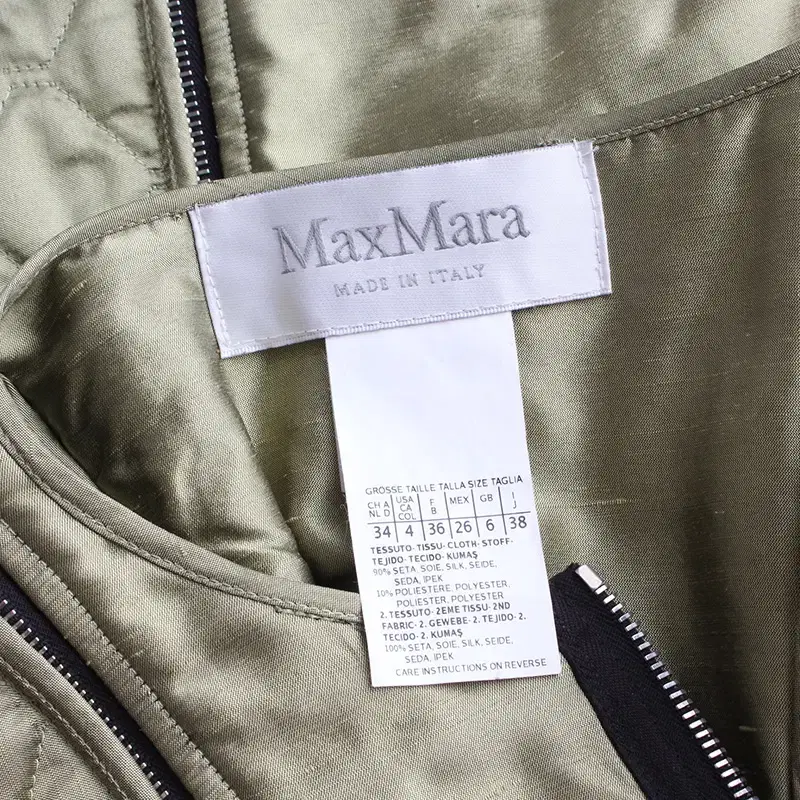 MaxMara
MADE IN ITALY
GRÖSSE TAILLE TALLA SIZE TAGLIA
CH A USA F MEX GB I
NL D CA B J
COL
34 4 36 26 6 38
TESSUTO-TISSU-CLOTH-STOFF-
TEJIDO-TECIDO-KUMAŞ
90% SETA, SOIE, SILK, SEIDE,
SEDA, IPEK
10% POLIESTERE, POLYESTER,
POLIESTER, POLYESTER
2. TESSUTO-2EME TISSU-2ND
FABRIC-2. GEWEBE-2. TEJIDO-2.
TECIDO-2. KUMAŞ
100% SETA, SOIE, SILK, SEIDE,
SEDA, IPEK
CARE INSTRUCTIONS ON REVERSE